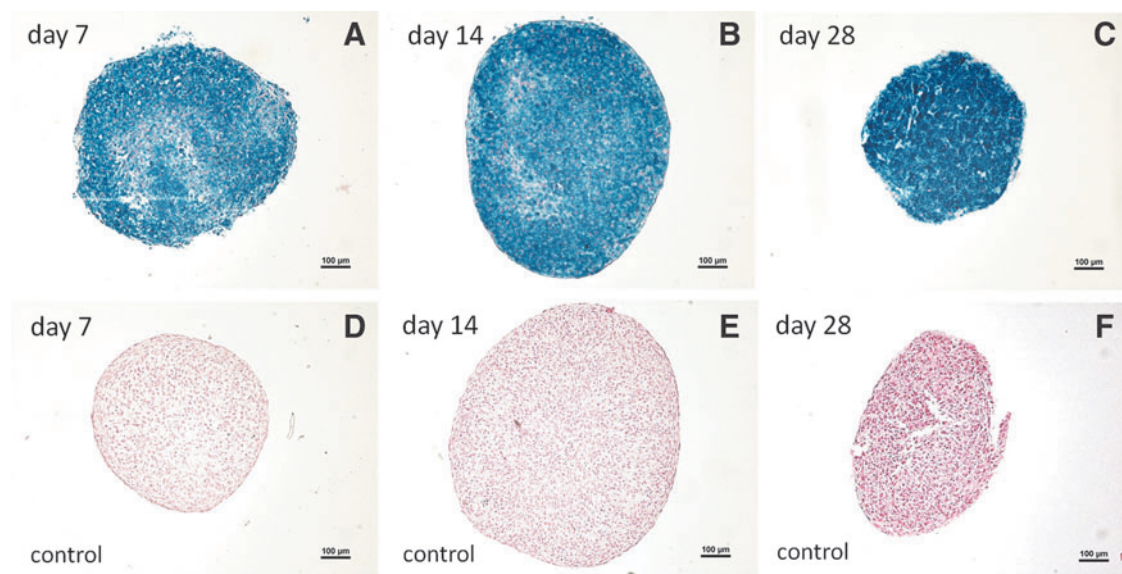 day 7 A
100 µm
day 14 B
100 µm
day 28 C
100 µm
day 7 D
control
100 µm
day 14 E
control
100 µm
day 28 F
control
100 µm